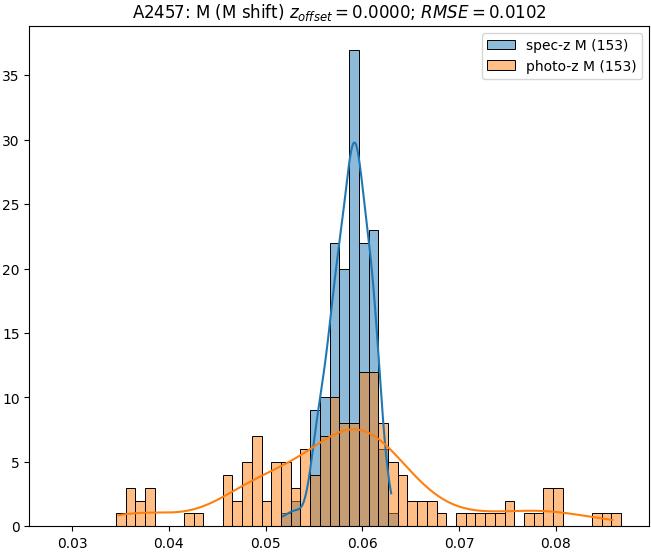 A2457: M (M shift) z_offset = 0.0000; RMSE = 0.0102
spec-z M (153)
photo-z M (153)
35
30
25
20
15
10
5
0
0.03 0.04 0.05 0.06 0.07 0.08